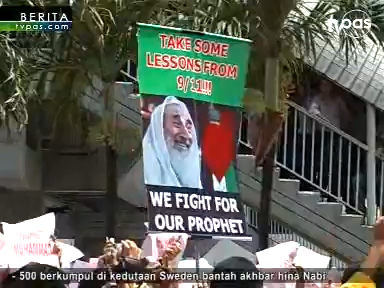 BERITA
tvpas.com
tvpas
TAKE SOME
LESSONS FROM
9/11!!!
WE FIGHT FOR
OUR PROPHET
MUHAMMAD
- 500 berkumpul di kedutaan Sweden bantah akhbar hina Nabi